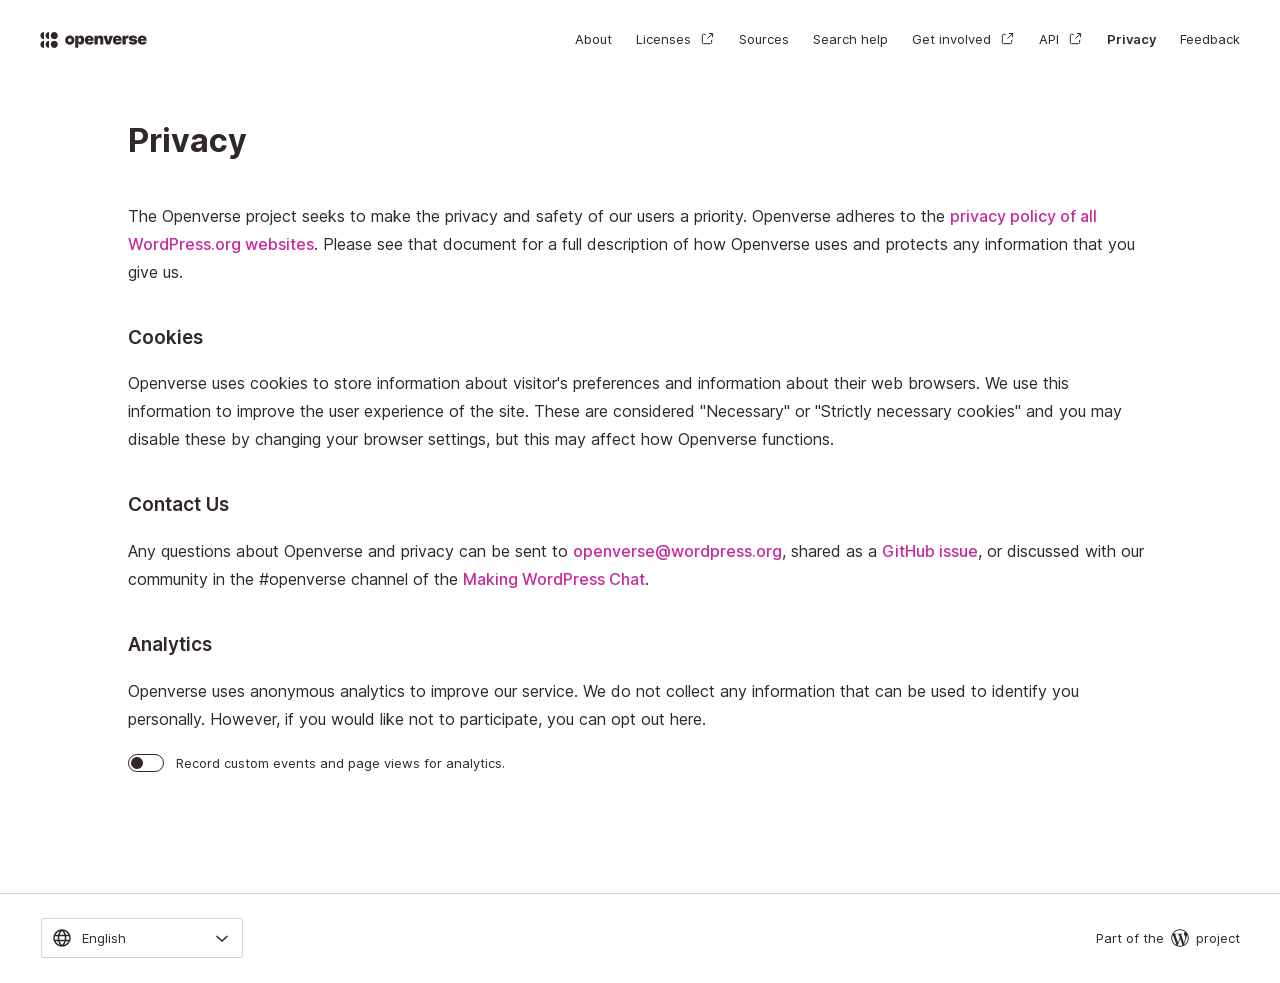 openverse
About Licenses Sources Search help Get involved API Privacy Feedback
Privacy
The Openverse project seeks to make the privacy and safety of our users a priority. Openverse adheres to the privacy policy of all
WordPress.org websites. Please see that document for a full description of how Openverse uses and protects any information that you
give us.
Cookies
Openverse uses cookies to store information about visitor's preferences and information about their web browsers. We use this
information to improve the user experience of the site. These are considered "Necessary" or "Strictly necessary cookies" and you may
disable these by changing your browser settings, but this may affect how Openverse functions.
Contact Us
Any questions about Openverse and privacy can be sent to openverse@wordpress.org, shared as a GitHub issue, or discussed with our
community in the #openverse channel of the Making WordPress Chat.
Analytics
Openverse uses anonymous analytics to improve our service. We do not collect any information that can be used to identify you
personally. However, if you would like not to participate, you can opt out here.
Record custom events and page views for analytics.
English
Part of the project